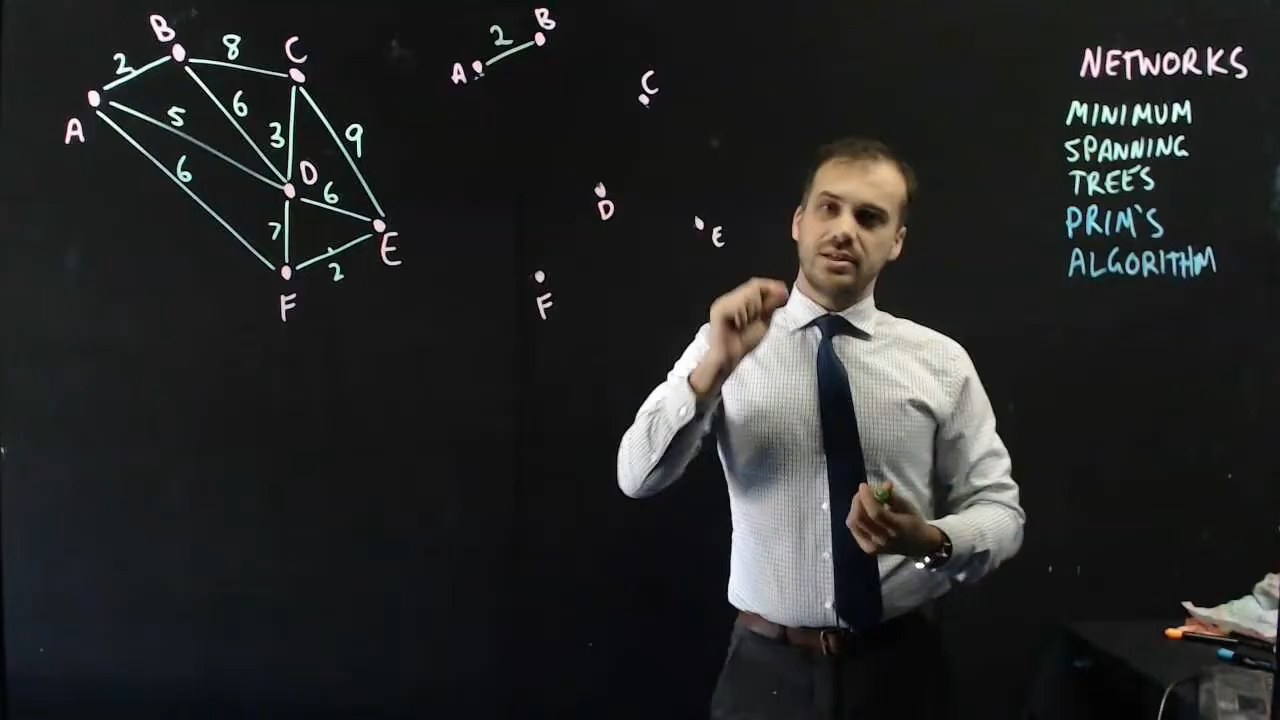 B
2
8
C
A
5
6
3
9
6
D
6
7
E
2
F
A
2
B
C
D
E
F
NETWORKS
MINIMUM
SPANNING
TREES
PRIM'S
ALGORITHM